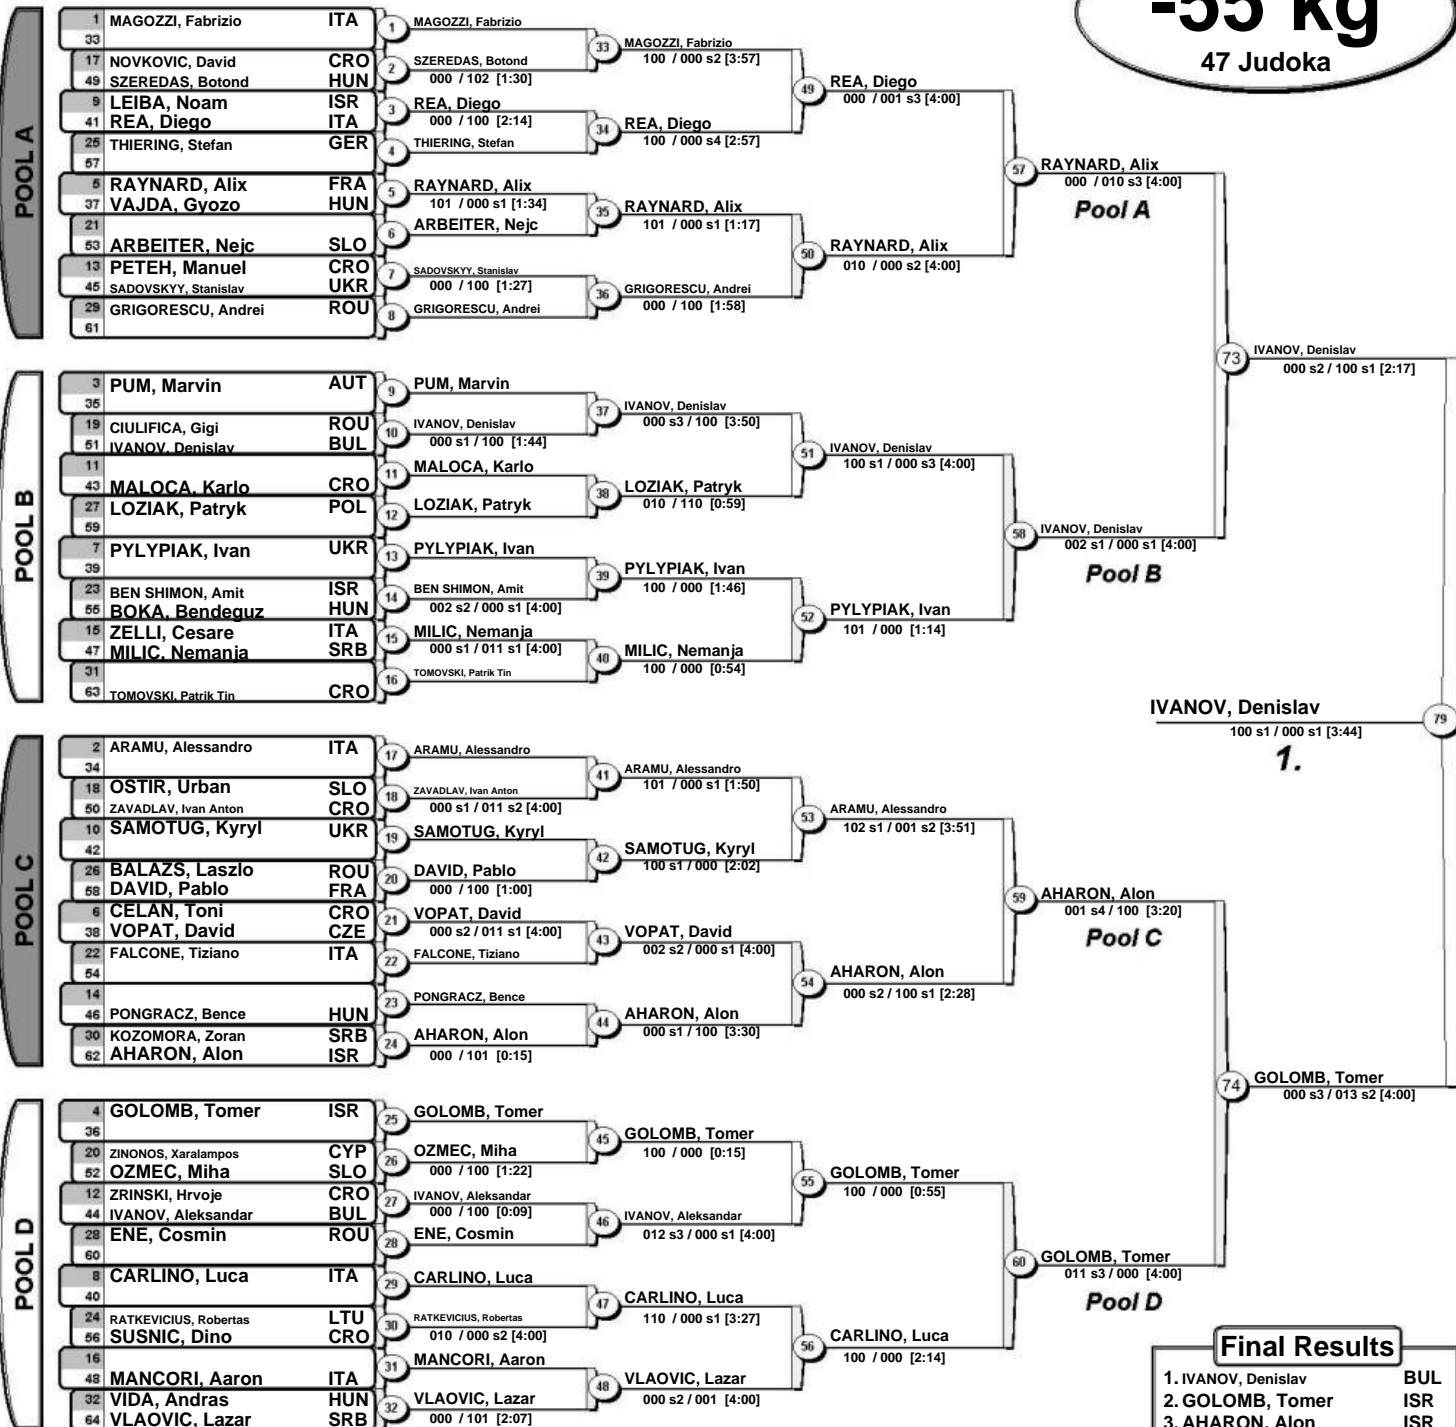 -55 kg
47 Judoka
POOL A
1 MAGOZZI, Fabrizio ITA
33
17 NOVKOVIC, David CRO
49 SZEREDAS, Botond HUN
9 LEIBA, Noam ISR
41 REA, Diego ITA
25 THIERING, Stefan GER
57
5 RAYNARD, Alix FRA
37 VAJDA, Gyozo HUN
21
53 ARBEITER, Nejc SLO
13 PETEH, Manuel CRO
45 SADOVSKYY, Stanislav UKR
29 GRIGORESCU, Andrei ROU
61
1 MAGOZZI, Fabrizio
2 SZEREDAS, Botond
000 / 102 [1:30]
3 REA, Diego
000 / 100 [2:14]
4 THIERING, Stefan
5 RAYNARD, Alix
101 / 000 s1 [1:34]
6 ARBEITER, Nejc
7 SADOVSKYY, Stanislav
000 / 100 [1:27]
8 GRIGORESCU, Andrei
33 MAGOZZI, Fabrizio
100 / 000 s2 [3:57]
34 REA, Diego
100 / 000 s4 [2:57]
35 RAYNARD, Alix
101 / 000 s1 [1:17]
36 GRIGORESCU, Andrei
000 / 100 [1:58]
49 REA, Diego
000 / 001 s3 [4:00]
50 RAYNARD, Alix
010 / 000 s2 [4:00]
57 RAYNARD, Alix
000 / 010 s3 [4:00]
Pool A
POOL B
3 PUM, Marvin AUT
35
19 CIULIFICA, Gigi ROU
51 IVANOV, Denislav BUL
11
43 MALOCA, Karlo CRO
27 LOZIAK, Patryk POL
59
7 PYLYPIAK, Ivan UKR
39
23 BEN SHIMON, Amit ISR
55 BOKA, Bendeguz HUN
15 ZELLI, Cesare ITA
47 MILIC, Nemanja SRB
31
63 TOMOVSKI, Patrik Tin CRO
9 PUM, Marvin
10 IVANOV, Denislav
000 s1 / 100 [1:44]
11 MALOCA, Karlo
12 LOZIAK, Patryk
13 PYLYPIAK, Ivan
14 BEN SHIMON, Amit
002 s2 / 000 s1 [4:00]
15 MILIC, Nemanja
000 s1 / 011 s1 [4:00]
16 TOMOVSKI, Patrik Tin
37 IVANOV, Denislav
000 s3 / 100 [3:50]
38 LOZIAK, Patryk
010 / 110 [0:59]
39 PYLYPIAK, Ivan
100 / 000 [1:46]
40 MILIC, Nemanja
100 / 000 [0:54]
51 IVANOV, Denislav
100 s1 / 000 s3 [4:00]
52 PYLYPIAK, Ivan
101 / 000 [1:14]
58 IVANOV, Denislav
002 s1 / 000 s1 [4:00]
Pool B
73 IVANOV, Denislav
000 s2 / 100 s1 [2:17]
IVANOV, Denislav 79
100 s1 / 000 s1 [3:44]
1.
POOL C
2 ARAMU, Alessandro ITA
34
18 OSTIR, Urban SLO
50 ZAVADLAV, Ivan Anton CRO
10 SAMOTUG, Kyryl UKR
42
26 BALAZS, Laszlo ROU
58 DAVID, Pablo FRA
6 CELAN, Toni CRO
38 VOPAT, David CZE
22 FALCONE, Tiziano ITA
54
14
46 PONGRACZ, Bence HUN
30 KOZOMORA, Zoran SRB
62 AHARON, Alon ISR
17 ARAMU, Alessandro
18 ZAVADLAV, Ivan Anton
000 s1 / 011 s2 [4:00]
19 SAMOTUG, Kyryl
20 DAVID, Pablo
000 / 100 [1:00]
21 VOPAT, David
000 s2 / 011 s1 [4:00]
22 FALCONE, Tiziano
23 PONGRACZ, Bence
24 AHARON, Alon
000 / 101 [0:15]
41 ARAMU, Alessandro
101 / 000 s1 [1:50]
42 SAMOTUG, Kyryl
100 s1 / 000 [2:02]
43 VOPAT, David
002 s2 / 000 s1 [4:00]
44 AHARON, Alon
000 s1 / 100 [3:30]
53 ARAMU, Alessandro
102 s1 / 001 s2 [3:51]
54 AHARON, Alon
000 s2 / 100 s1 [2:28]
59 AHARON, Alon
001 s4 / 100 [3:20]
Pool C
POOL D
4 GOLOMB, Tomer ISR
36
20 ZINONOS, Xaralampos CYP
52 OZMEC, Miha SLO
12 ZRINSKI, Hrvoje CRO
44 IVANOV, Aleksandar BUL
28 ENE, Cosmin ROU
60
8 CARLINO, Luca ITA
40
24 RATKEVICIUS, Robertas LTU
56 SUSNIC, Dino CRO
16
48 MANCORI, Aaron ITA
32 VIDA, Andras HUN
64 VLAOVIC, Lazar SRB
25 GOLOMB, Tomer
26 OZMEC, Miha
000 / 100 [1:22]
27 IVANOV, Aleksandar
000 / 100 [0:09]
28 ENE, Cosmin
29 CARLINO, Luca
30 RATKEVICIUS, Robertas
010 / 000 s2 [4:00]
31 MANCORI, Aaron
32 VLAOVIC, Lazar
000 / 101 [2:07]
45 GOLOMB, Tomer
100 / 000 [0:15]
46 IVANOV, Aleksandar
012 s3 / 000 s1 [4:00]
47 CARLINO, Luca
110 / 000 s1 [3:27]
48 VLAOVIC, Lazar
000 s2 / 001 [4:00]
55 GOLOMB, Tomer
100 / 000 [0:55]
56 CARLINO, Luca
100 / 000 [2:14]
60 GOLOMB, Tomer
011 s3 / 000 [4:00]
Pool D
74 GOLOMB, Tomer
000 s3 / 013 s2 [4:00]
Final Results
1. IVANOV, Denislav BUL
2. GOLOMB, Tomer ISR
3. AHARON, Alon ISR